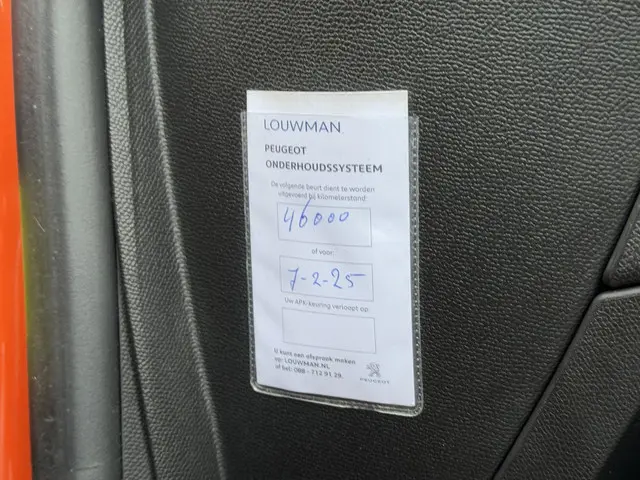 LOUWMAN
PEUGEOT
ONDERHOUDSSYSTEEM
De volgende beurt dient te worden
uitgevoerd bij kilometerstand:
46000
of voor:
7-2-25
Uw APK-keuring verloopt op:
U kunt een afspraak maken
op: LOUWMAN.NL
of bel: 088 - 712 91 29.
PEUGEOT